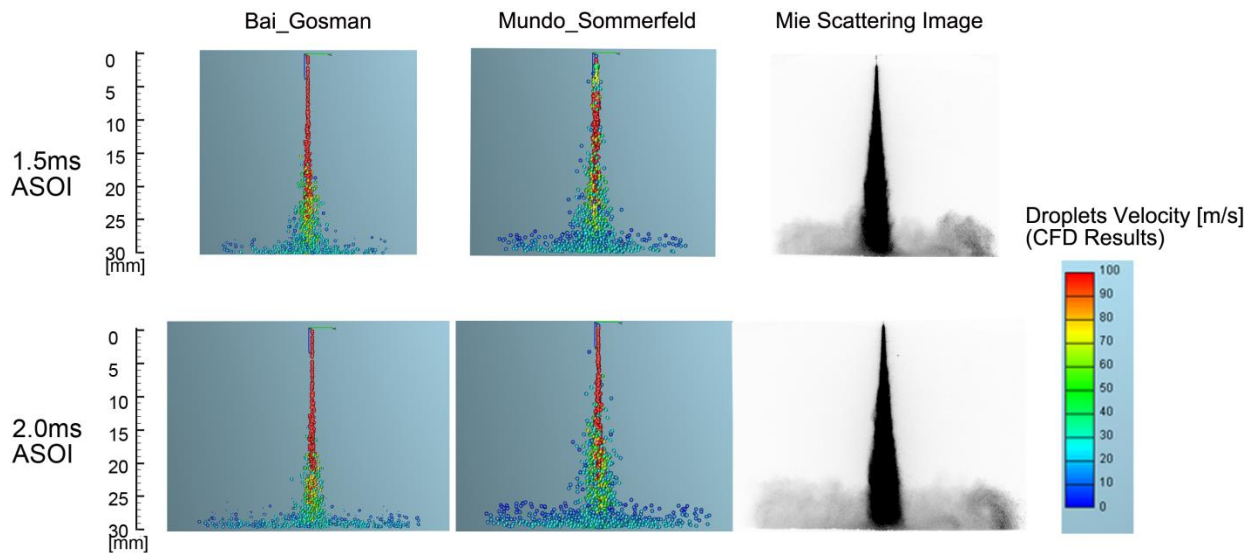 Bai_Gosman
Mundo_Sommerfeld
Mie Scattering Image
0
5
10
15
20
25
30
[mm]
1.5ms
ASOI
Droplets Velocity [m/s]
(CFD Results)
100
90
80
70
60
50
40
30
20
10
0
0
5
10
15
20
25
30
[mm]
2.0ms
ASOI